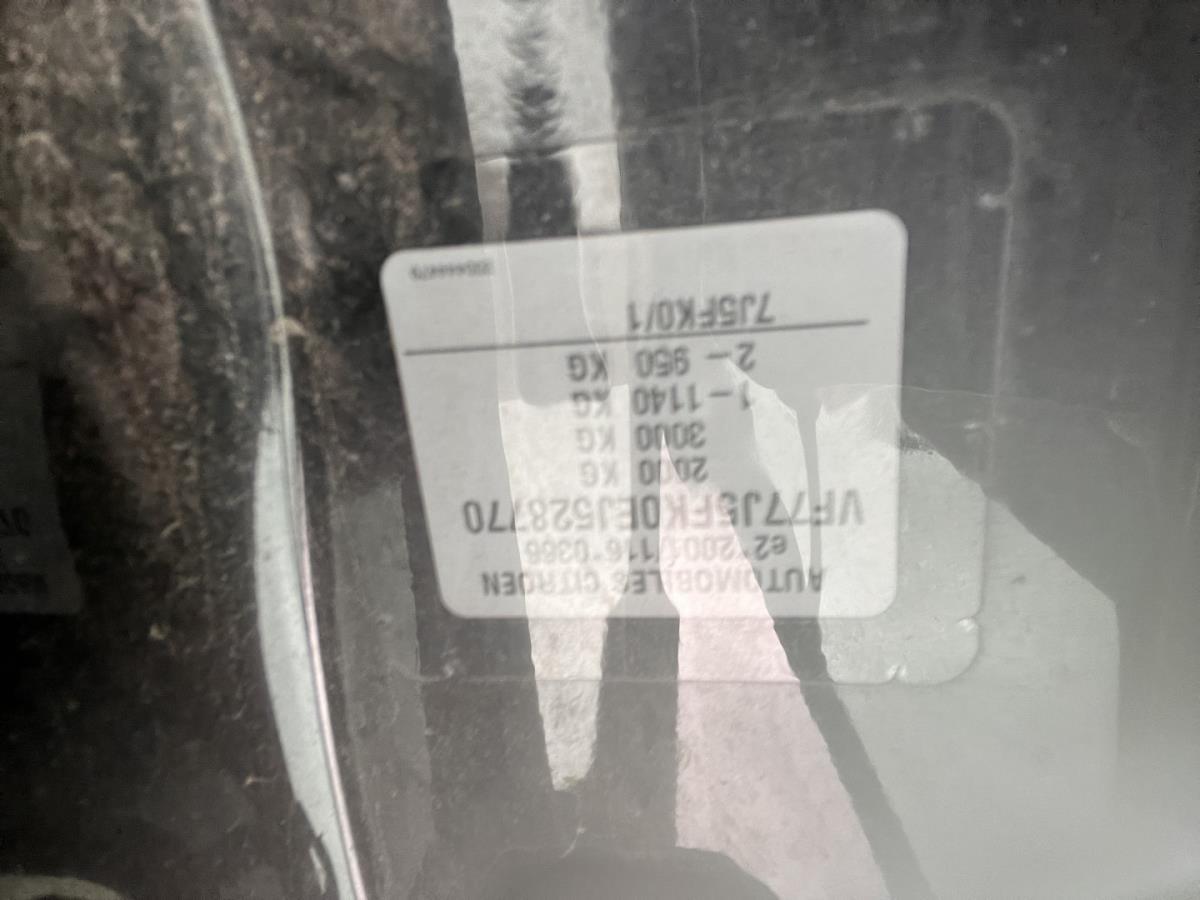 AUTOMOBILES CITROEN
e2*2001/116*0366
VF77J5FK0EJ528770
2000 KG
3000 KG
1 – 1140 KG
2 – 950 KG
7J5FK0/1